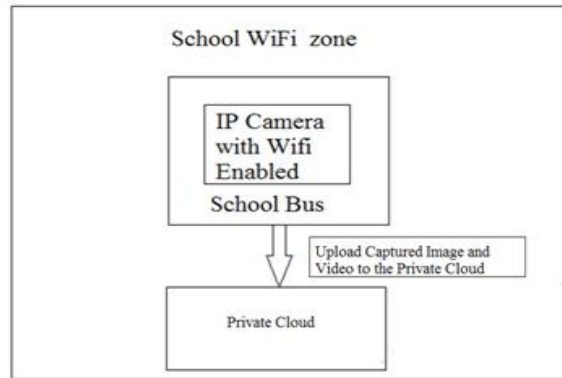 School WiFi zone
IP Camera
with Wifi
Enabled
School Bus
Upload Captured Image and
Video to the Private Cloud
Private Cloud